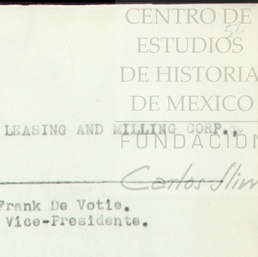 CENTRO DE
ESTUDIOS
DE HISTORIA
DE MEXICO
LEASING AND MILLING CORP.,
FUNDACION
Carlos Slim
Frank De Votie.
Vice-Presidente.